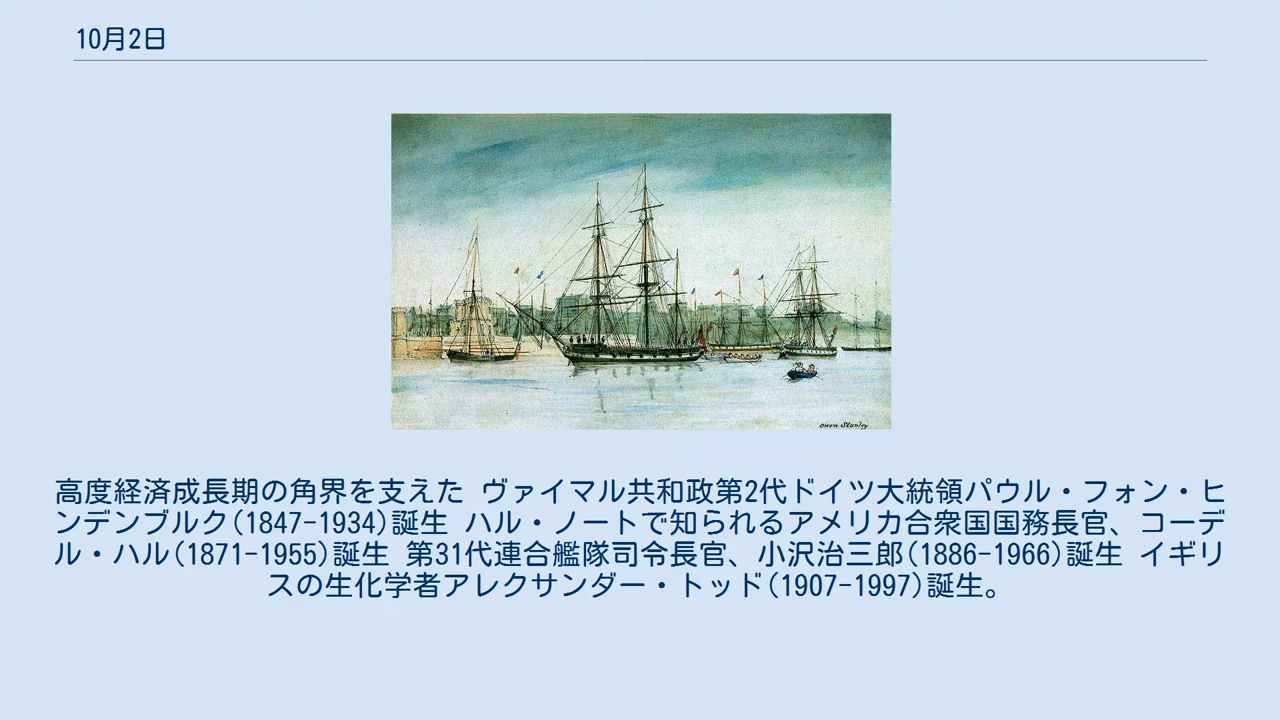 10月2日
Owen Stanley
高度経済成長期の角界を支えた ヴァイマル共和政第2代ドイツ大統領パウル・フォン・ヒ
ンデンブルク(1847-1934)誕生 ハル・ノートで知られるアメリカ合衆国国務長官、コーデ
ル・ハル(1871-1955)誕生 第31代連合艦隊司令長官、小沢治三郎(1886-1966)誕生 イギリ
スの生化学者アレクサンダー・トッド(1907-1997)誕生。